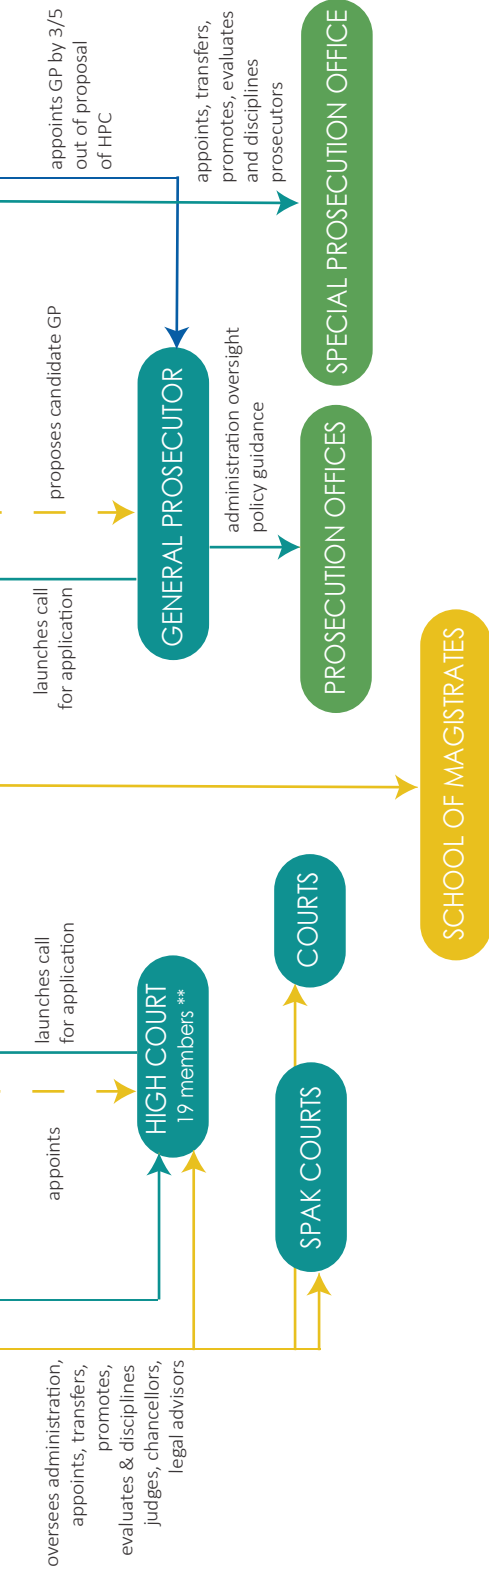 oversees administration,
appoints, transfers,
promotes,
evaluates & disciplines
judges, chancellors,
legal advisors
appoints
launches call
for application
HIGH COURT
19 members **
SPAK COURTS
COURTS
SCHOOL OF MAGISTRATES
launches call
for application
proposes candidate GP
GENERAL PROSECUTOR
administration oversight
policy guidance
PROSECUTION OFFICES
appoints GP by 3/5
out of proposal
of HPC
appoints, transfers,
promotes, evaluates
and disciplines
prosecutors
SPECIAL PROSECUTION OFFICE